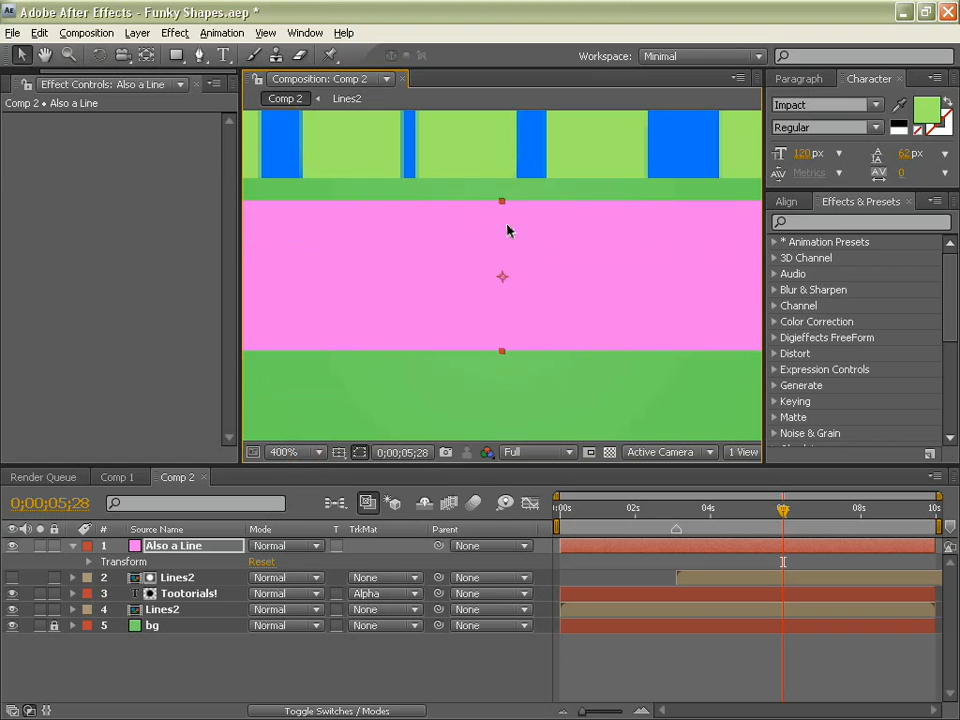 Adobe After Effects - Funky Shapes.aep *
File Edit Composition Layer Effect Animation View Window Help
Workspace: Minimal
Effect Controls: Also a Line
Composition: Comp 2
Paragraph Character
Comp 2 • Also a Line
Comp 2 Lines2
Impact
Regular
120 px 62 px
Metrics 0
Align Effects & Presets
* Animation Presets
3D Channel
Audio
Blur & Sharpen
Channel
Color Correction
Digieffects FreeForm
Distort
Expression Controls
Generate
Keying
Matte
Noise & Grain
400% 0;00;05;28 Full Active Camera 1 View
Render Queue Comp 1 Comp 2
0;00;05;28
:00s 02s 04s 08s 10s
Source Name Mode T TrkMat Parent
1 Also a Line Normal None
Transform Reset
2 Lines2 Normal None None
3 T Tootorials! Normal Alpha None
4 Lines2 Normal None None
5 bg Normal None None
Toggle Switches / Modes